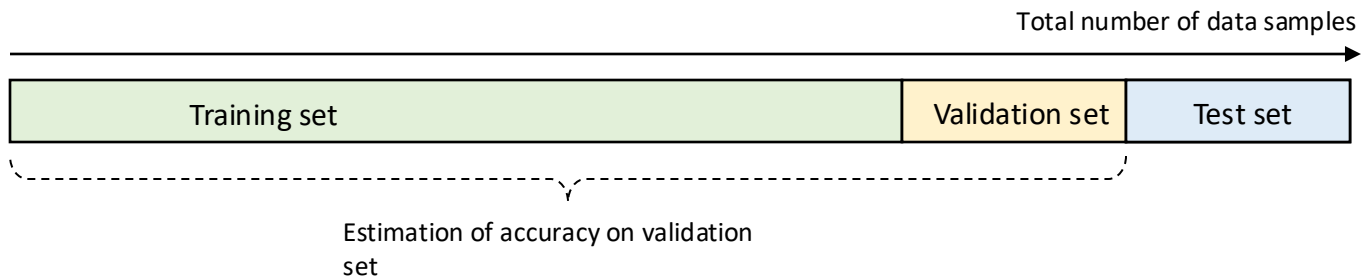 Total number of data samples
Training set
Validation set
Test set
Estimation of accuracy on validation
set